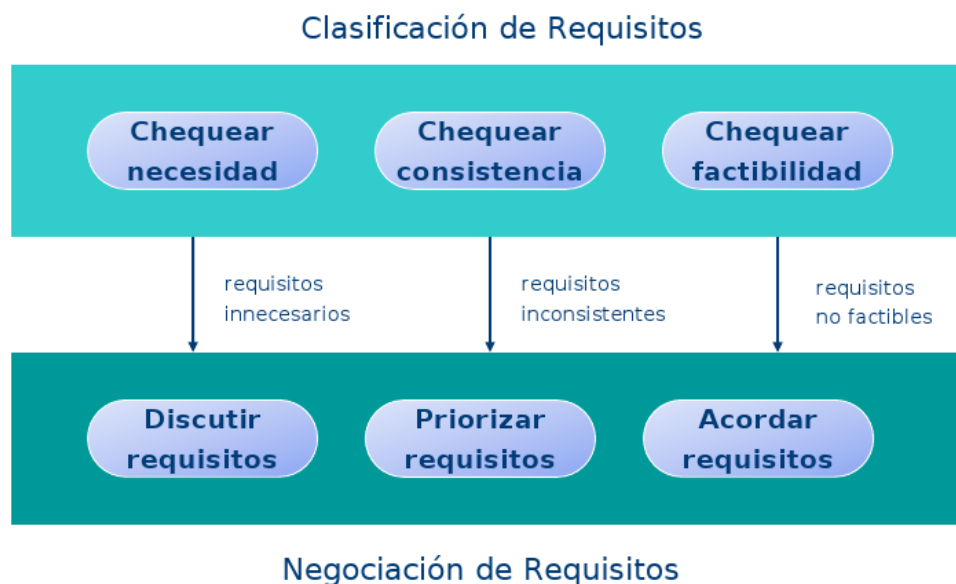 Clasificación de Requisitos
Chequear
necesidad
Chequear
consistencia
Chequear
factibilidad
requisitos
innecesarios
requisitos
inconsistentes
requisitos
no factibles
Discutir
requisitos
Priorizar
requisitos
Acordar
requisitos
Negociación de Requisitos